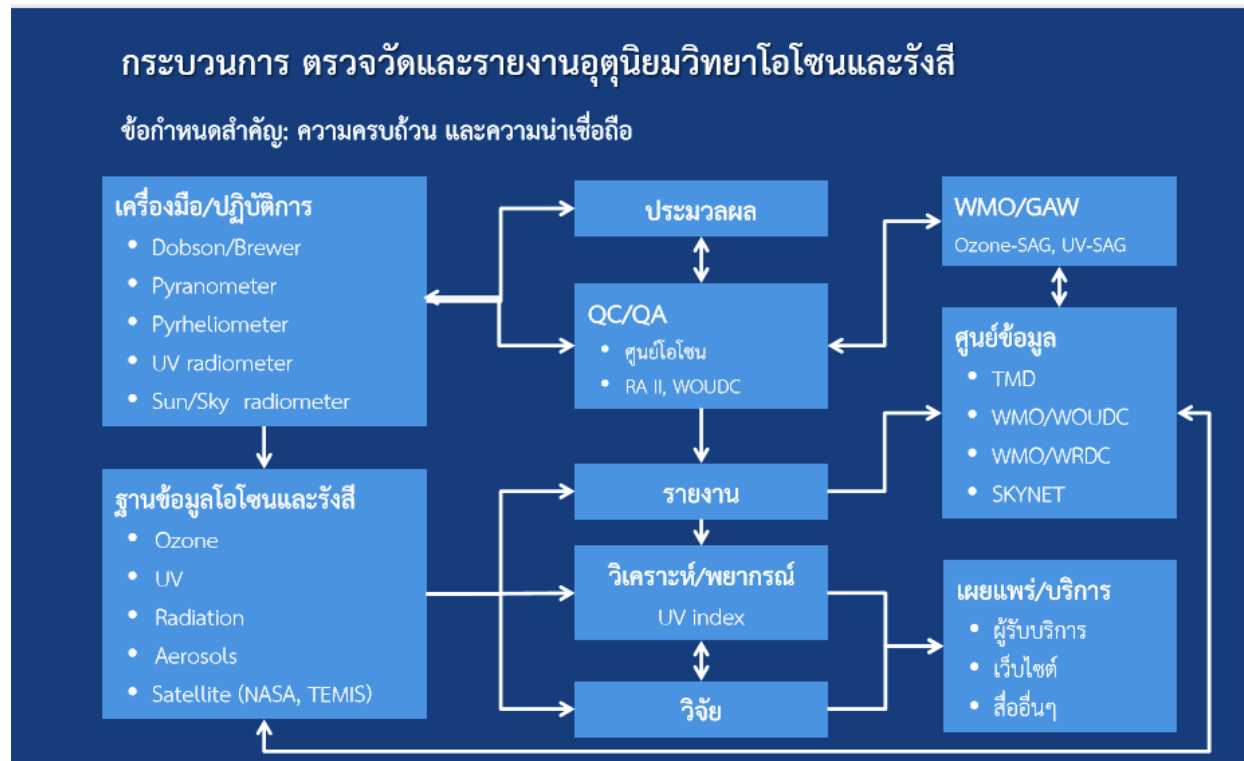 กระบวนการ ตรวจวัดและรายงานอุตุนิยมวิทยาโอโซนและรังสี
ข้อกำหนดสำคัญ: ความครบถ้วน และความน่าเชื่อถือ
เครื่องมือ/ปฏิบัติการ
• Dobson/Brewer
• Pyranometer
• Pyrheliometer
• UV radiometer
• Sun/Sky radiometer
ประมวลผล
WMO/GAW
Ozone-SAG, UV-SAG
QC/QA
• ศูนย์โอโซน
• RA II, WOUDC
ศูนย์ข้อมูล
• TMD
• WMO/WOUDC
• WMO/WRDC
• SKYNET
ฐานข้อมูลโอโซนและรังสี
• Ozone
• UV
• Radiation
• Aerosols
• Satellite (NASA, TEMIS)
รายงาน
วิเคราะห์/พยากรณ์
UV index
วิจัย
เผยแพร่/บริการ
• ผู้รับบริการ
• เว็บไซต์
• สื่ออื่นๆ